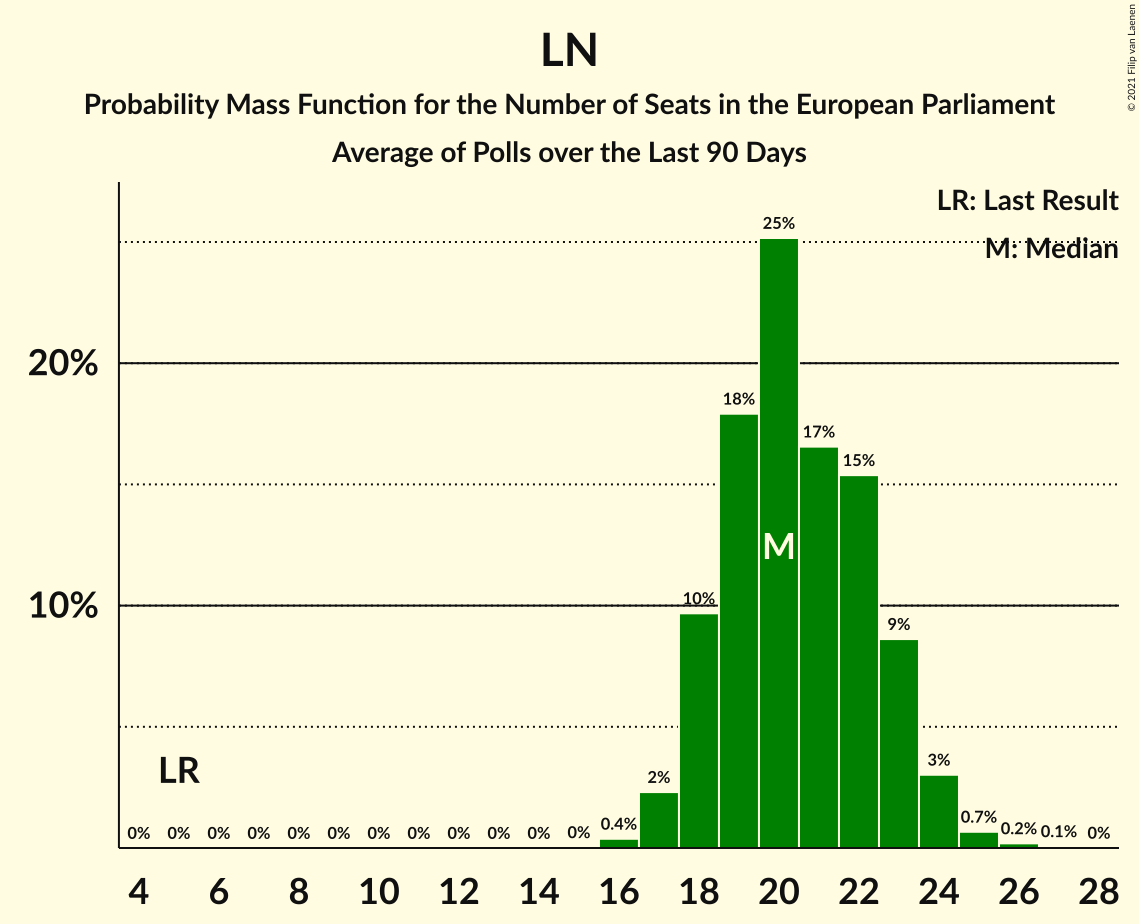 LN
Probability Mass Function for the Number of Seats in the European Parliament
Average of Polls over the Last 90 Days
© 2021 Filip van Laenen
LR: Last Result
M: Median
25%
20%
18%
17%
15%
M
10%
10%
9%
LR
3%
2%
0% 0% 0% 0% 0% 0% 0% 0% 0% 0% 0% 0% 0.4% 0.7% 0.2% 0.1% 0%
4 6 8 10 12 14 16 18 20 22 24 26 28